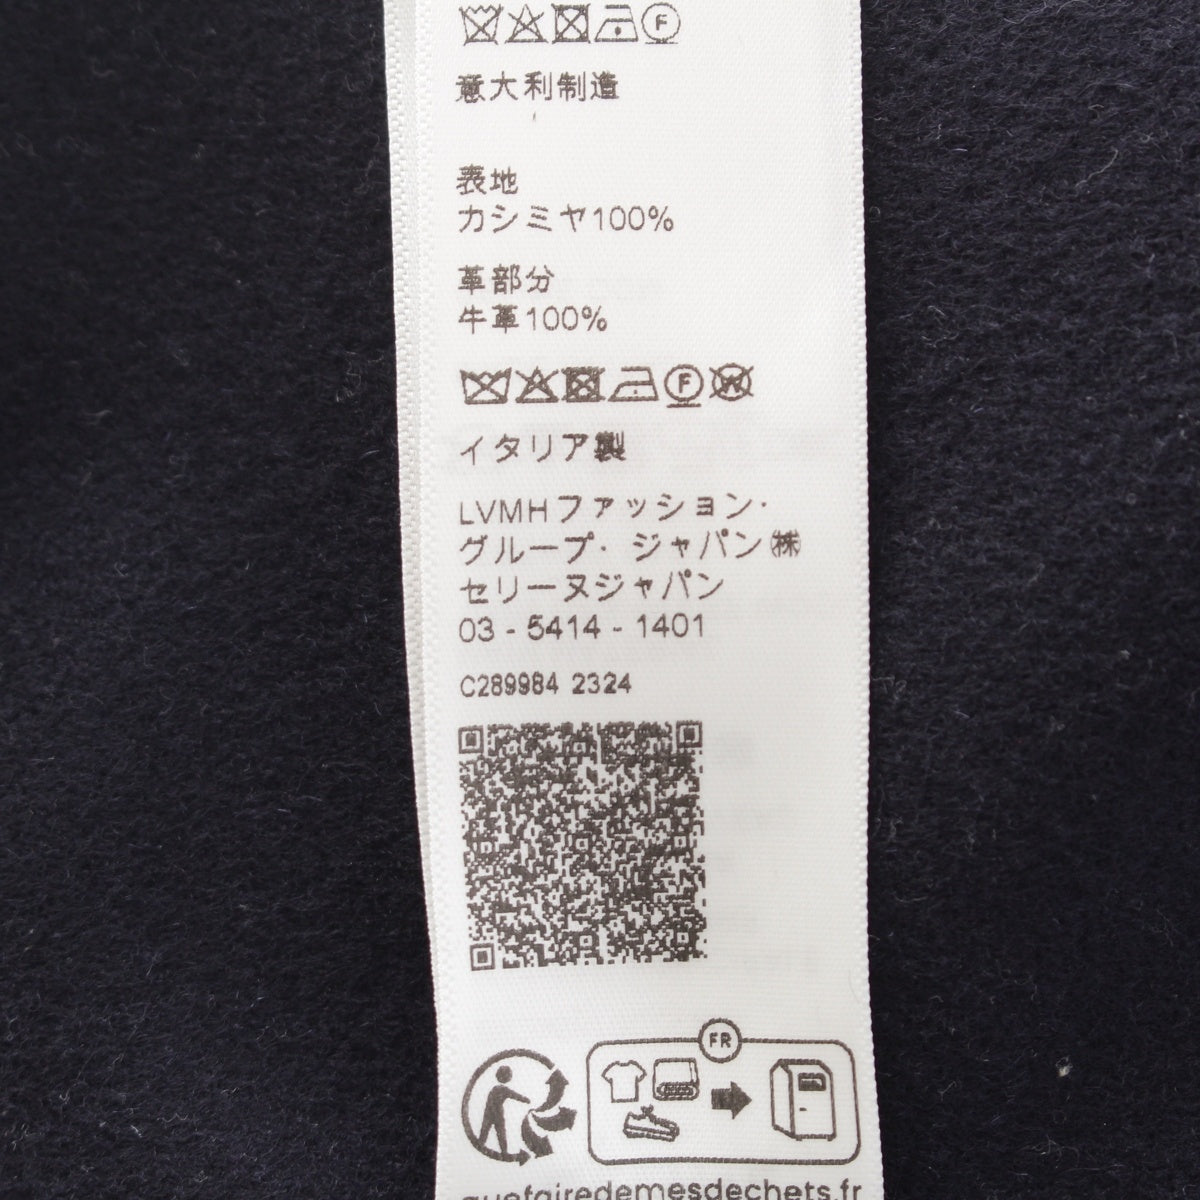 F
意大利制造
表地
カシミヤ100%
革部分
牛革100%
F W
イタリア製
LVMHファッション・
グループ・ジャパン㈱
セリーヌジャパン
03 - 5414 - 1401
C289984 2324
FR
quefairedemesdechets.fr